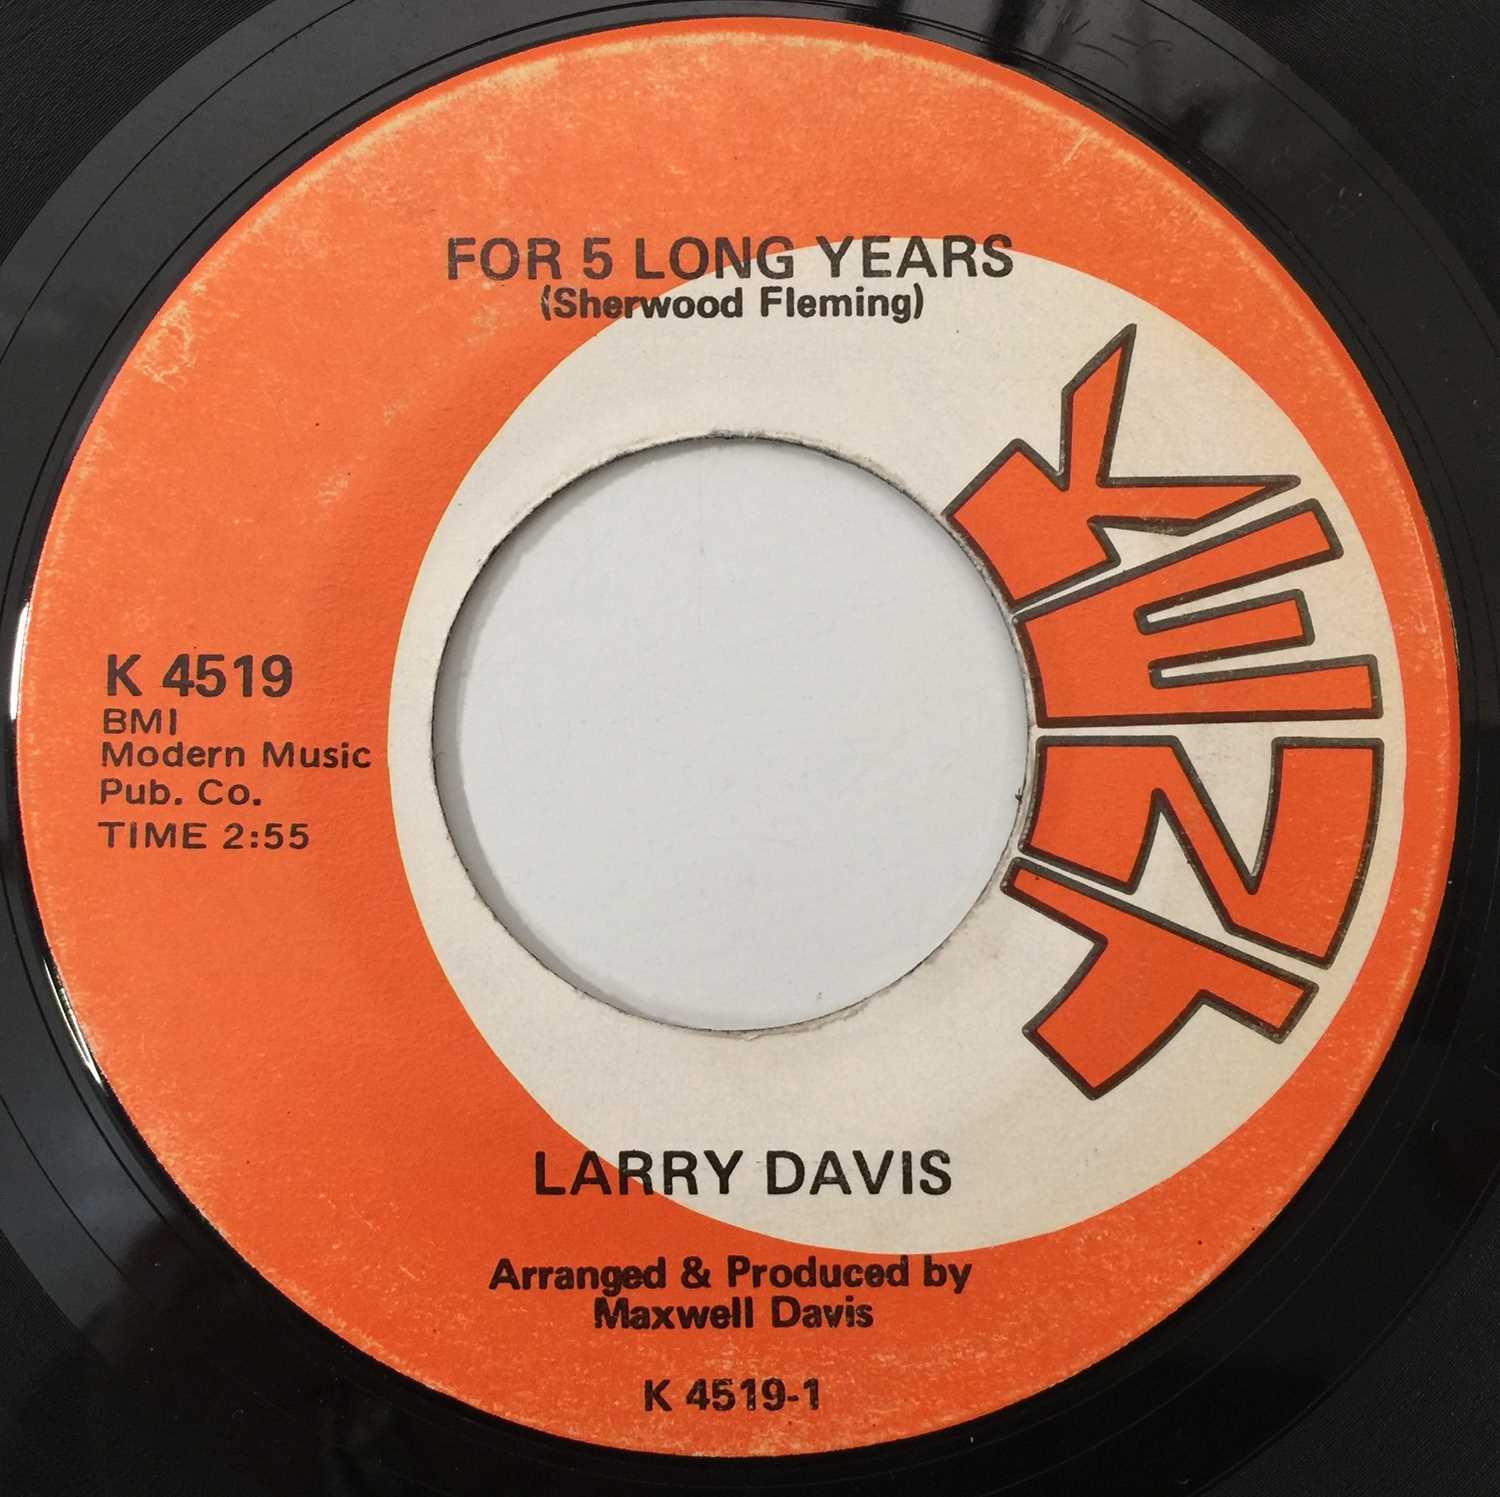 FOR 5 LONG YEARS
(Sherwood Fleming)
KENT
K 4519
BMI
Modern Music
Pub. Co.
TIME 2:55
LARRY DAVIS
Arranged & Produced by
Maxwell Davis
K 4519-1